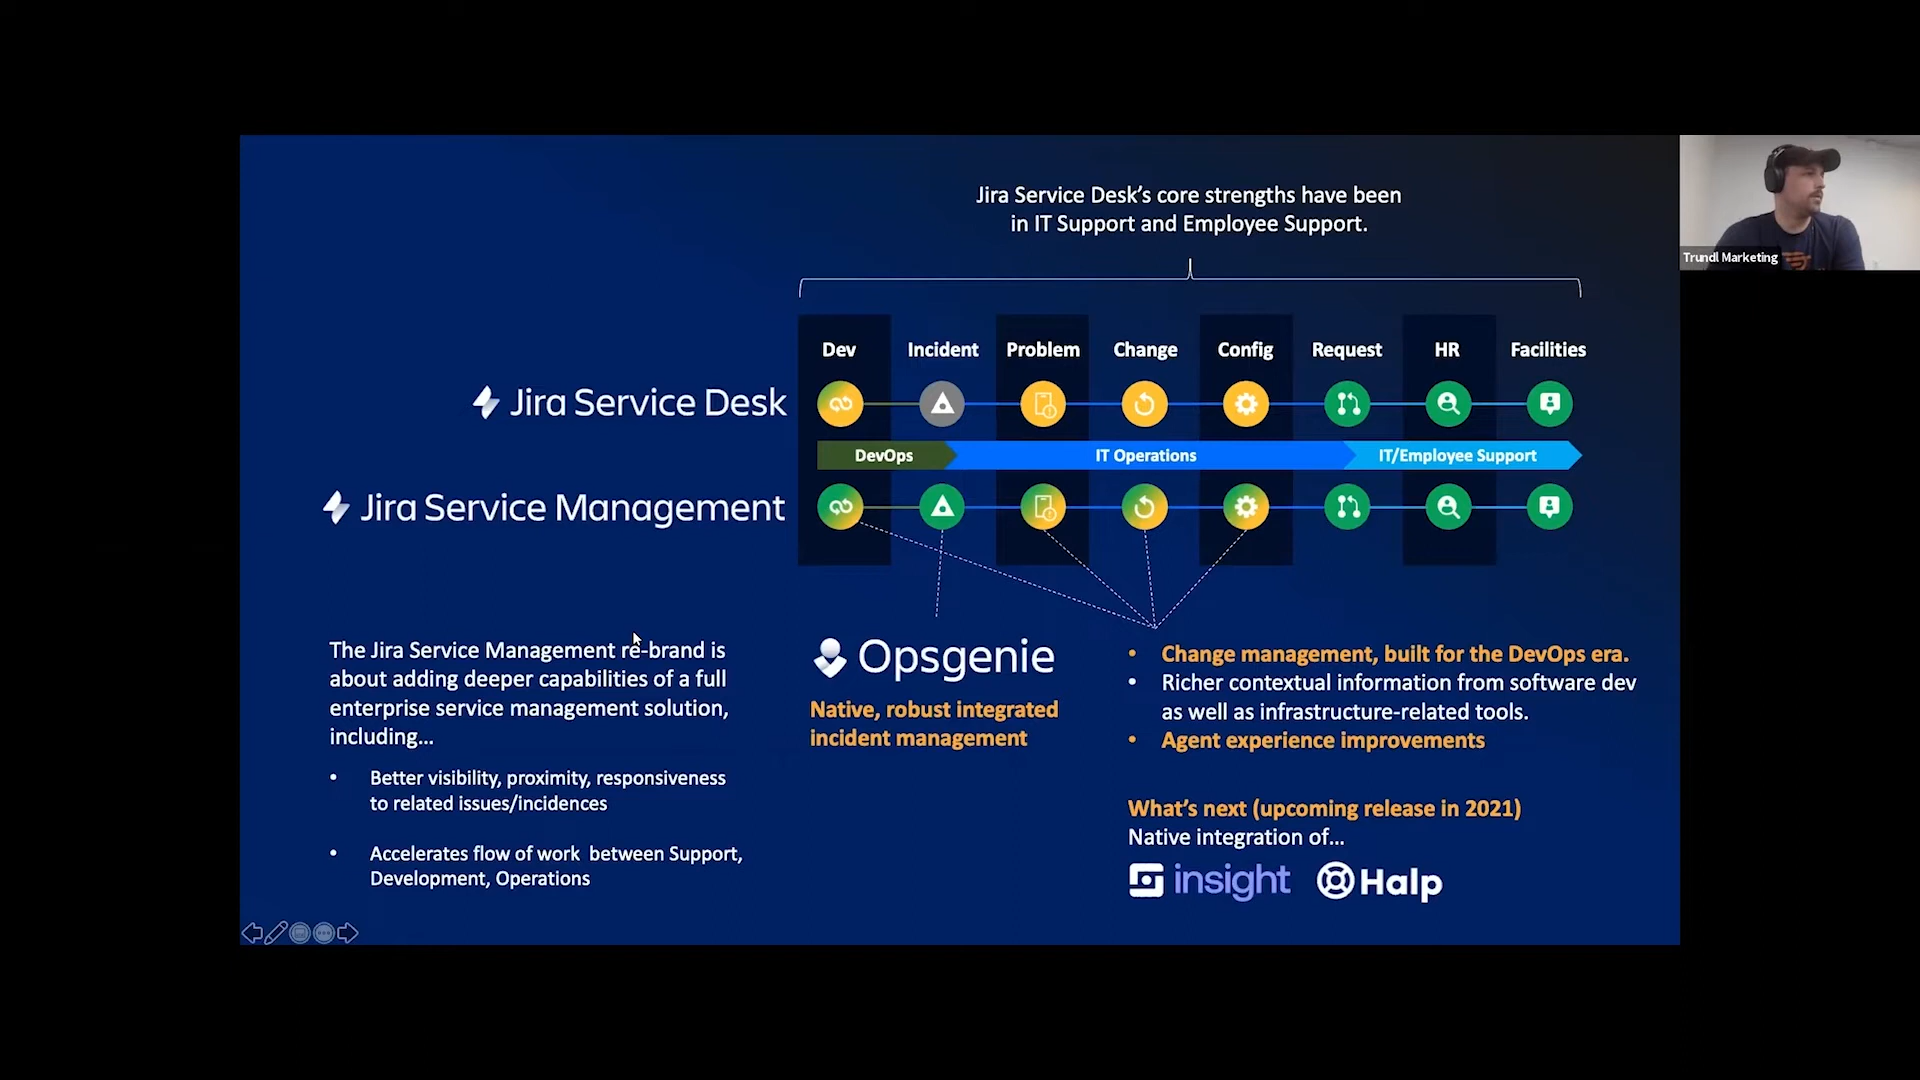 Jira Service Desk's core strengths have been
in IT Support and Employee Support.
Trundl Marketing
Dev Incident Problem Change Config Request HR Facilities
Jira Service Desk
DevOps IT Operations IT/Employee Support
Jira Service Management
The Jira Service Management re-brand is
about adding deeper capabilities of a full
enterprise service management solution,
including...
• Better visibility, proximity, responsiveness
to related issues/incidences
• Accelerates flow of work between Support,
Development, Operations
Opsgenie
Native, robust integrated
incident management
• Change management, built for the DevOps era.
• Richer contextual information from software dev
as well as infrastructure-related tools.
• Agent experience improvements
What's next (upcoming release in 2021)
Native integration of...
insight Halp